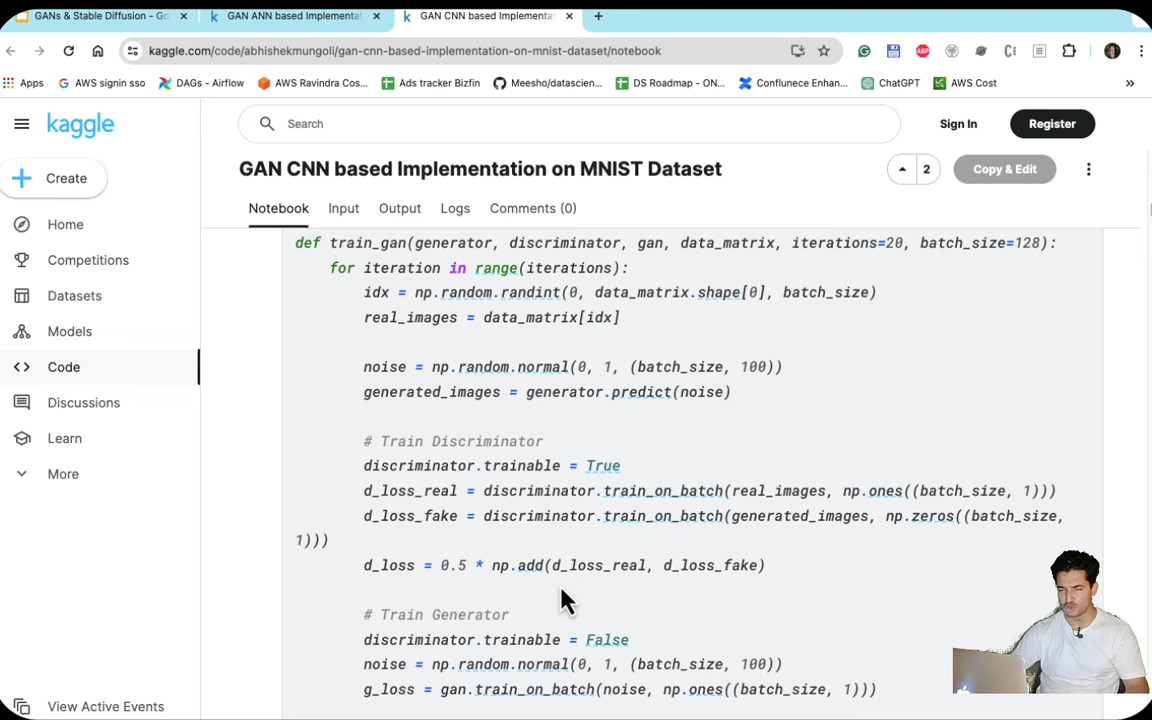 GANs & Stable Diffusion - Go
GAN ANN based Implementat
GAN CNN based Implementat
kaggle.com/code/abhishekmungoli/gan-cnn-based-implementation-on-mnist-dataset/notebook
Apps
AWS signin sso
DAGs - Airflow
AWS Ravindra Cos...
Ads tracker Bizfin
Meesho/datascien...
DS Roadmap - ON...
Conflunece Enhan...
ChatGPT
AWS Cost
»
kaggle
Search
Sign In
Register
Create
GAN CNN based Implementation on MNIST Dataset
2
Copy & Edit
Home
Competitions
Datasets
Models
Code
Discussions
Learn
More
View Active Events
Notebook
Input
Output
Logs
Comments (0)
def train_gan(generator, discriminator, gan, data_matrix, iterations=20, batch_size=128):
for iteration in range(iterations):
idx = np.random.randint(0, data_matrix.shape[0], batch_size)
real_images = data_matrix[idx]
noise = np.random.normal(0, 1, (batch_size, 100))
generated_images = generator.predict(noise)
# Train Discriminator
discriminator.trainable = True
d_loss_real = discriminator.train_on_batch(real_images, np.ones((batch_size, 1)))
d_loss_fake = discriminator.train_on_batch(generated_images, np.zeros((batch_size,
1)))
d_loss = 0.5 * np.add(d_loss_real, d_loss_fake)
# Train Generator
discriminator.trainable = False
noise = np.random.normal(0, 1, (batch_size, 100))
g_loss = gan.train_on_batch(noise, np.ones((batch_size, 1)))